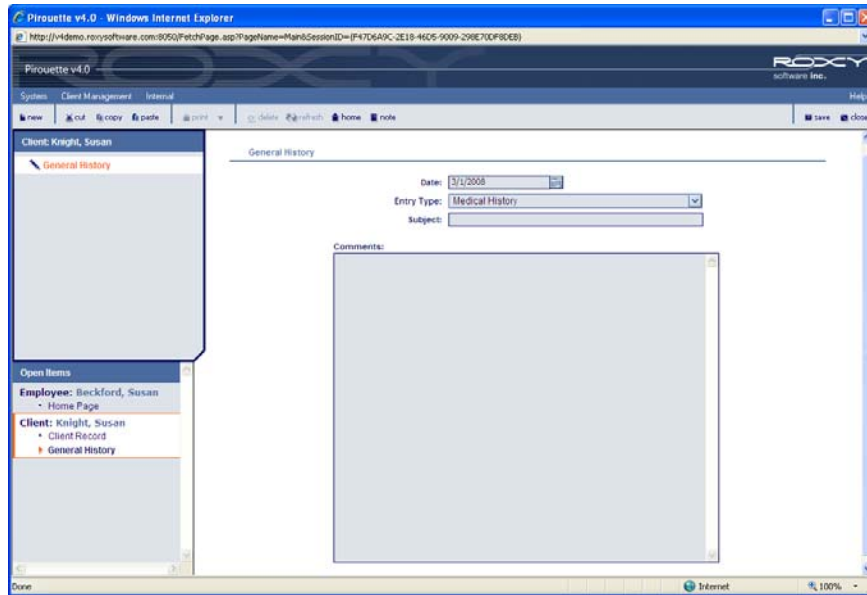 Pirouette v4.0 - Windows Internet Explorer
http://v4demo.roxysoftware.com:8050/FetchPage.asp?PageName=Main&SessionID={F47D6A9C-2E18-46D5-9009-298E70DF8DEB}
Pirouette v4.0
ROXY
software inc.
System Client Management Internal Help
new cut copy paste print delete refresh home note save close
Client: Knight, Susan
General History
General History
Date: 3/1/2008
Entry Type: Medical History
Subject:
Comments:
Open Items
Employee: Beckford, Susan
• Home Page
Client: Knight, Susan
• Client Record
General History
Done Internet 100%